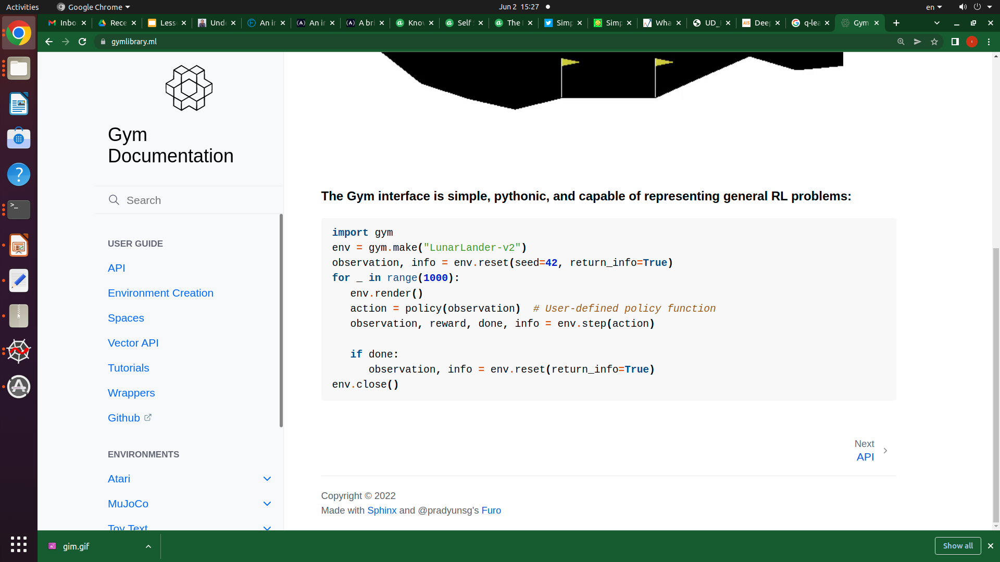 Activities
Google Chrome
Jun 2 15:27
en
Inbo
Rece
Less
Und
An in
An in
A bri
Know
Self
The
Simp
Simp
Wha
UD_
Deep
q-lea
Gym
gymlibrary.ml
Gym
Documentation
Search
USER GUIDE
API
Environment Creation
Spaces
Vector API
Tutorials
Wrappers
Github
ENVIRONMENTS
Atari
MuJoCo
Toy Text
The Gym interface is simple, pythonic, and capable of representing general RL problems:
import gym
env = gym.make("LunarLander-v2")
observation, info = env.reset(seed=42, return_info=True)
for _ in range(1000):
   env.render()
   action = policy(observation)  # User-defined policy function
   observation, reward, done, info = env.step(action)
   if done:
      observation, info = env.reset(return_info=True)
env.close()
Next
API
Copyright © 2022
Made with Sphinx and @pradyunsg's Furo
gim.gif
Show all